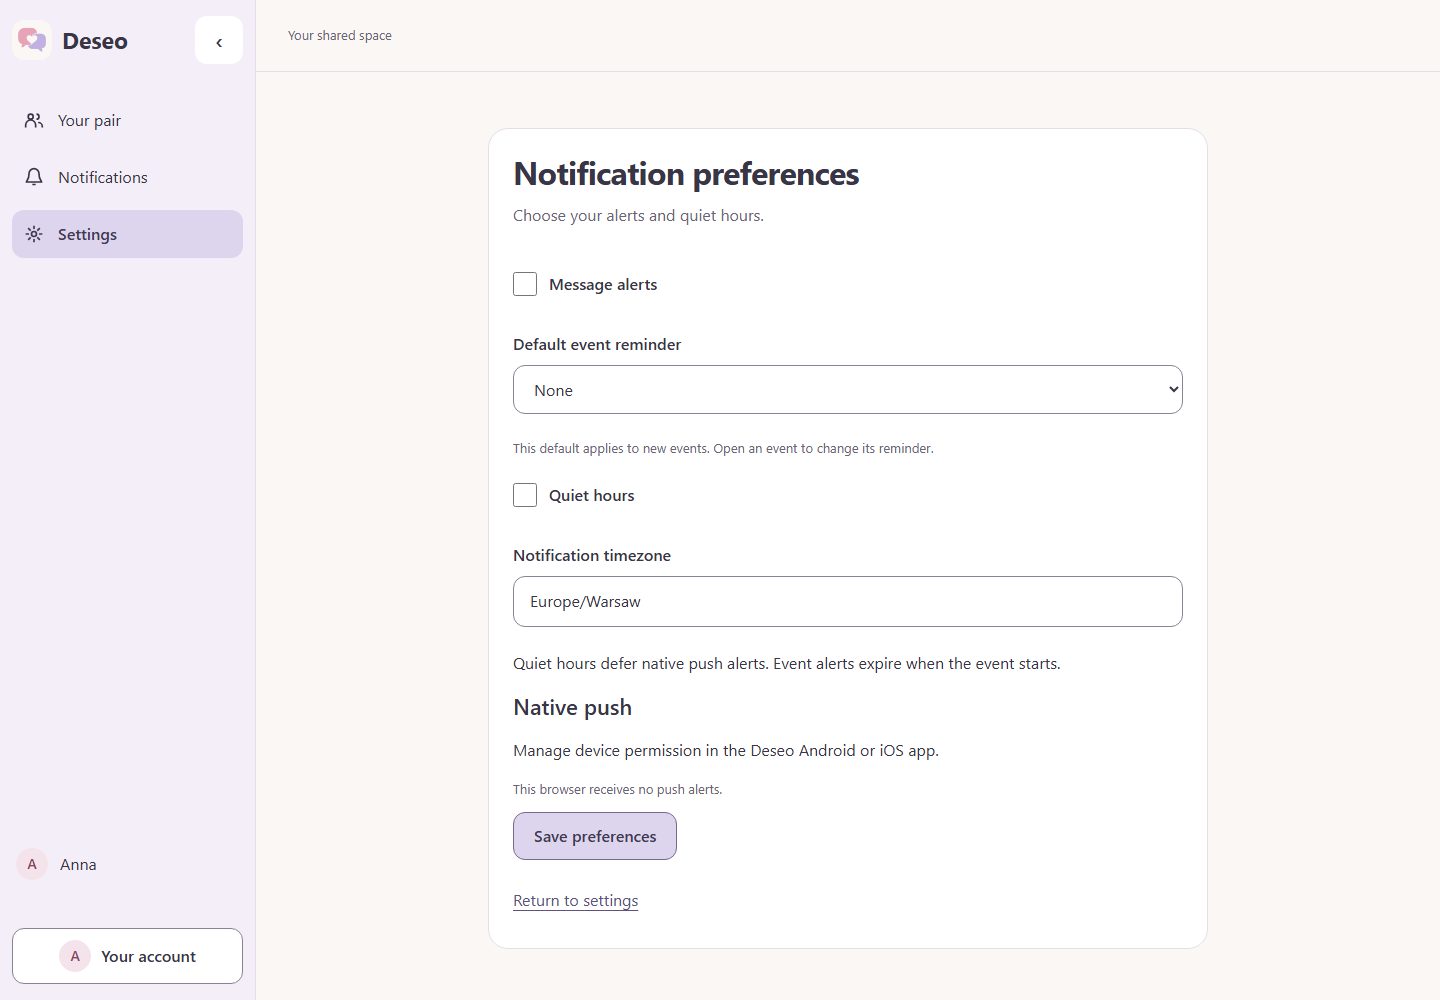 Deseo
‹
Your pair
Notifications
Settings
A Anna
A Your account
Your shared space
Notification preferences
Choose your alerts and quiet hours.
Message alerts
Default event reminder
None
This default applies to new events. Open an event to change its reminder.
Quiet hours
Notification timezone
Europe/Warsaw
Quiet hours defer native push alerts. Event alerts expire when the event starts.
Native push
Manage device permission in the Deseo Android or iOS app.
This browser receives no push alerts.
Save preferences
Return to settings